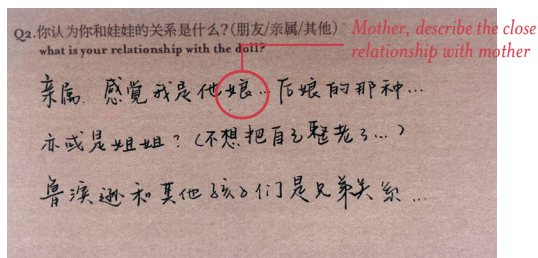 Q2.你认为你和娃娃的关系是什么?(朋友/亲属/其他)
what is your relationship with the doll?
Mother, describe the close
relationship with mother
亲属. 感觉我是他娘...后娘的那种...
亦或是姐姐?(不想把自己整老了...)
鲁滨逊和其他孩子们是兄弟关系...